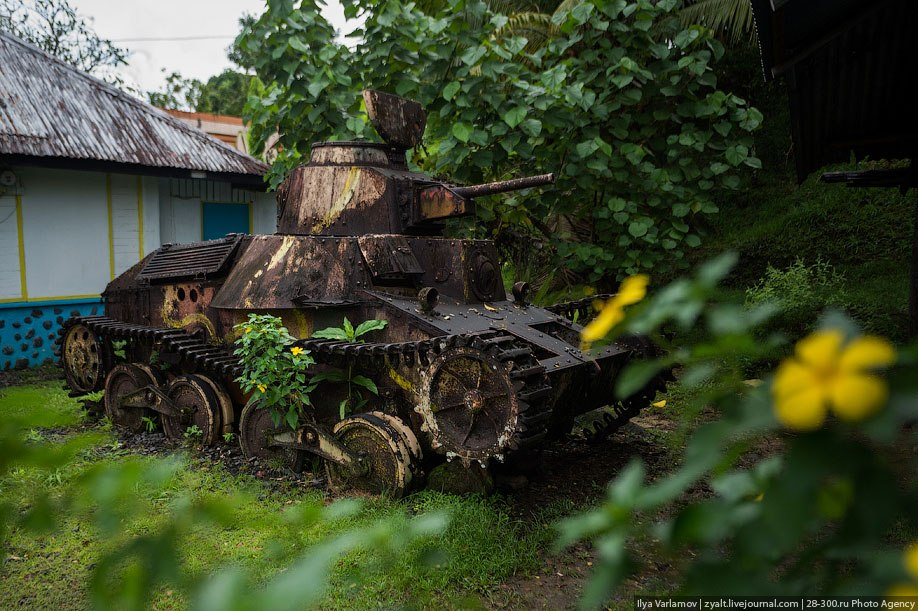 Ilya Varlamov | zyalt.livejournal.com | 28-300.ru Photo Agency